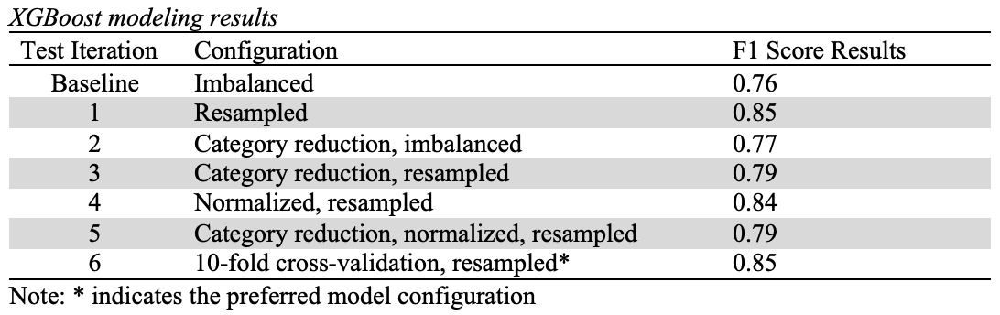 XGBoost modeling results
Test Iteration Configuration F1 Score Results
Baseline Imbalanced 0.76
1 Resampled 0.85
2 Category reduction, imbalanced 0.77
3 Category reduction, resampled 0.79
4 Normalized, resampled 0.84
5 Category reduction, normalized, resampled 0.79
6 10-fold cross-validation, resampled* 0.85
Note: * indicates the preferred model configuration